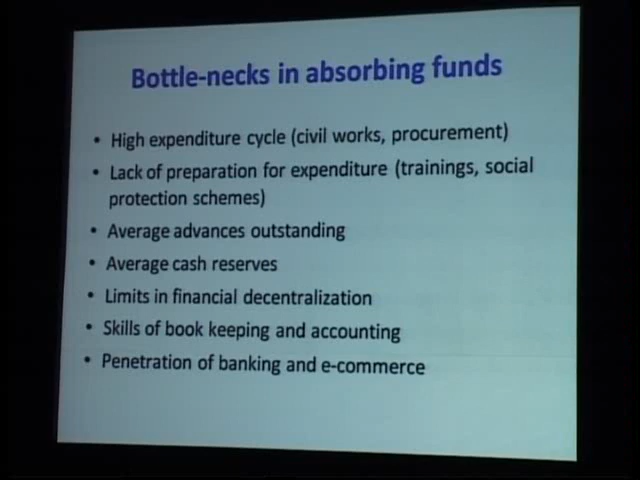 Bottle-necks in absorbing funds
• High expenditure cycle (civil works, procurement)
• Lack of preparation for expenditure (trainings, social
protection schemes)
• Average advances outstanding
• Average cash reserves
• Limits in financial decentralization
• Skills of book keeping and accounting
• Penetration of banking and e-commerce